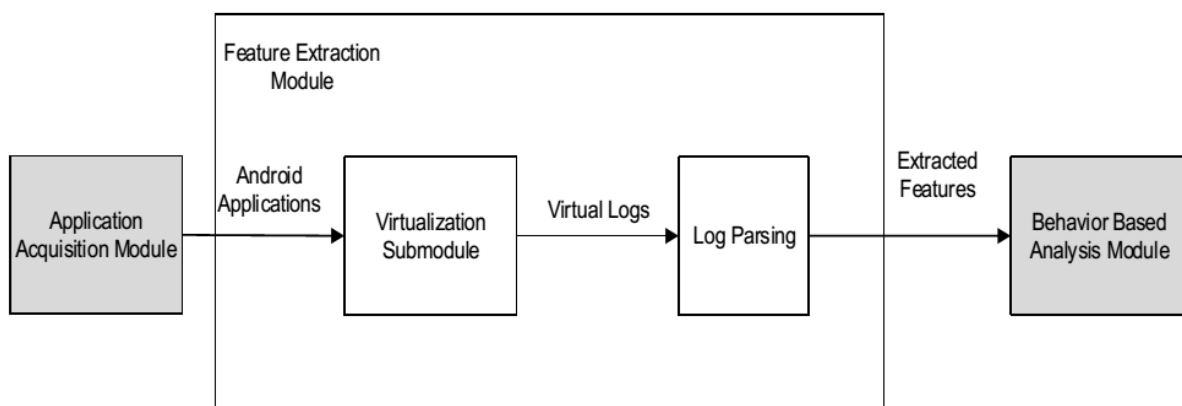 Feature Extraction
Module
Application
Acquisition Module
Android
Applications
Virtualization
Submodule
Virtual Logs
Log Parsing
Extracted
Features
Behavior Based
Analysis Module